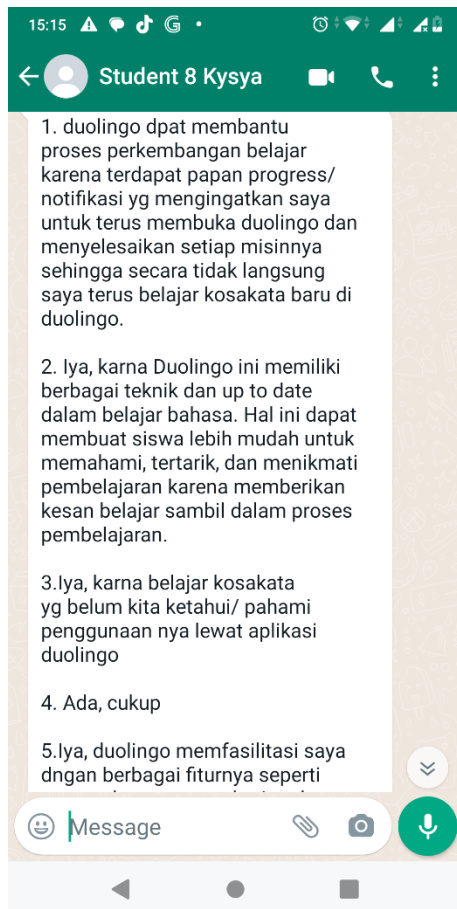 15:15
Student 8 Kysya
1. duolingo dpat membantu
proses perkembangan belajar
karena terdapat papan progress/
notifikasi yg mengingatkan saya
untuk terus membuka duolingo dan
menyelesaikan setiap misinnya
sehingga secara tidak langsung
saya terus belajar kosakata baru di
duolingo.
2. Iya, karna Duolingo ini memiliki
berbagai teknik dan up to date
dalam belajar bahasa. Hal ini dapat
membuat siswa lebih mudah untuk
memahami, tertarik, dan menikmati
pembelajaran karena memberikan
kesan belajar sambil dalam proses
pembelajaran.
3.Iya, karna belajar kosakata
yg belum kita ketahui/ pahami
penggunaan nya lewat aplikasi
duolingo
4. Ada, cukup
5.Iya, duolingo memfasilitasi saya
dngan berbagai fiturnya seperti
Message